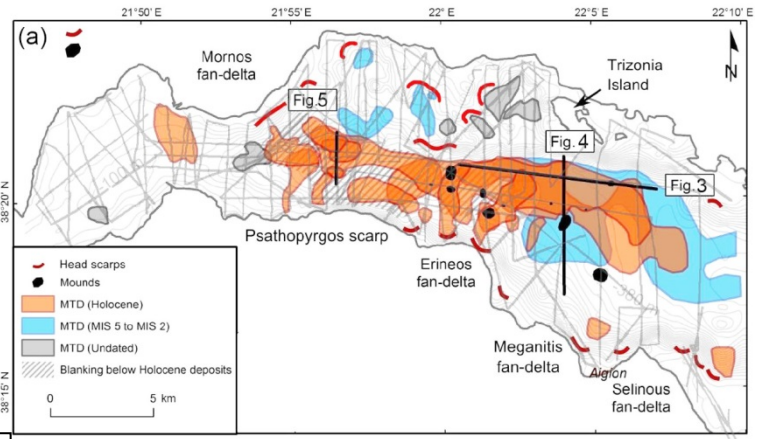 21°50' E
21°55' E
22° E
22°5' E
22°10' E
(a)
Mornos
fan-delta
Trizonia
Island
N
Fig.5
Fig. 4
Fig.3
38°20' N
Psathopyrgos scarp
Erineos
fan-delta
Head scarps
Mounds
MTD (Holocene)
MTD (MIS 5 to MIS 2)
MTD (Undated)
Blanking below Holocene deposits
0 5 km
Meganitis
fan-delta
Aigion
Selinous
fan-delta
38°15' N